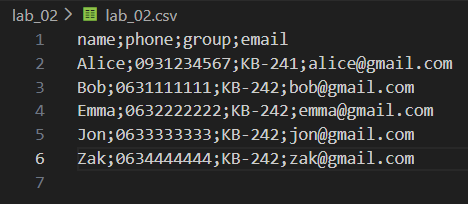 lab_02 > lab_02.csv
1 name;phone;group;email
2 Alice;0931234567;KB-241;alice@gmail.com
3 Bob;0631111111;KB-242;bob@gmail.com
4 Emma;0632222222;KB-242;emma@gmail.com
5 Jon;0633333333;KB-242;jon@gmail.com
6 Zak;0634444444;KB-242;zak@gmail.com
7